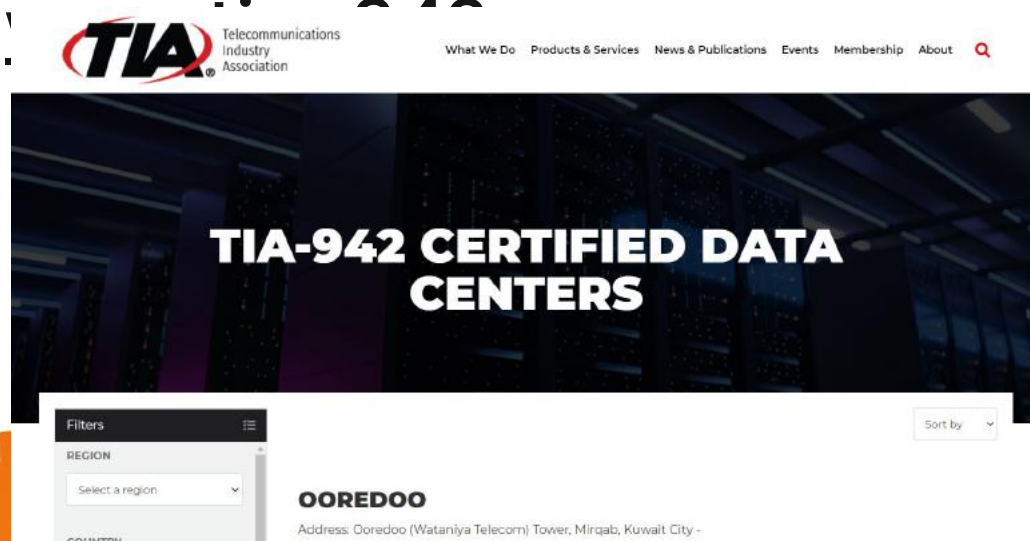 TIA®
Telecommunications
Industry
Association
What We Do Products & Services News & Publications Events Membership About
TIA-942 CERTIFIED DATA
CENTERS
Filters
Sort by
REGION
Select a region
OOREDOO
Address: Ooredoo (Wataniya Telecom) Tower, Mirqab, Kuwait City -
COUNTRY